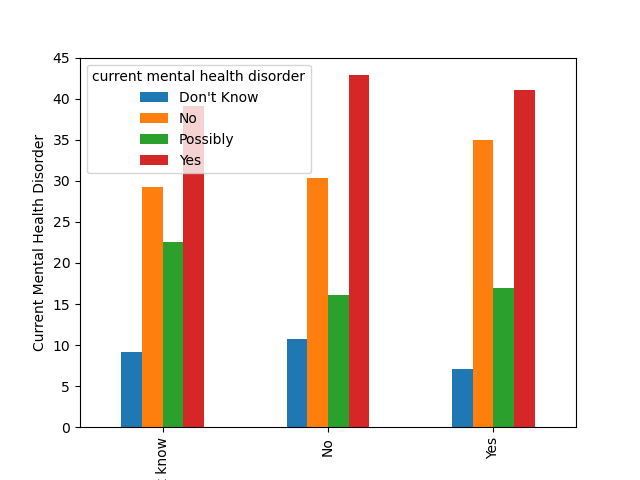 current mental health disorder
Don't Know
No
Possibly
Yes
Current Mental Health Disorder
45
40
35
30
25
20
15
10
5
0
know
No
Yes